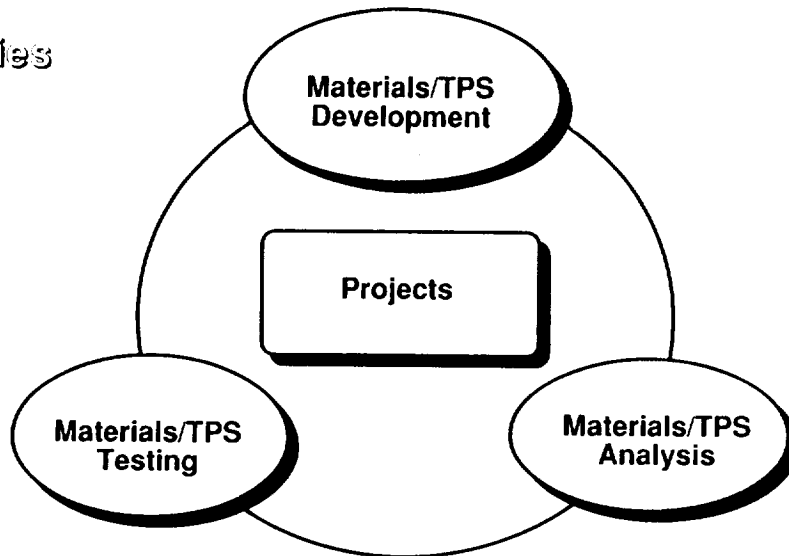 Materials/TPS
Development
Projects
Materials/TPS
Testing
Materials/TPS
Analysis